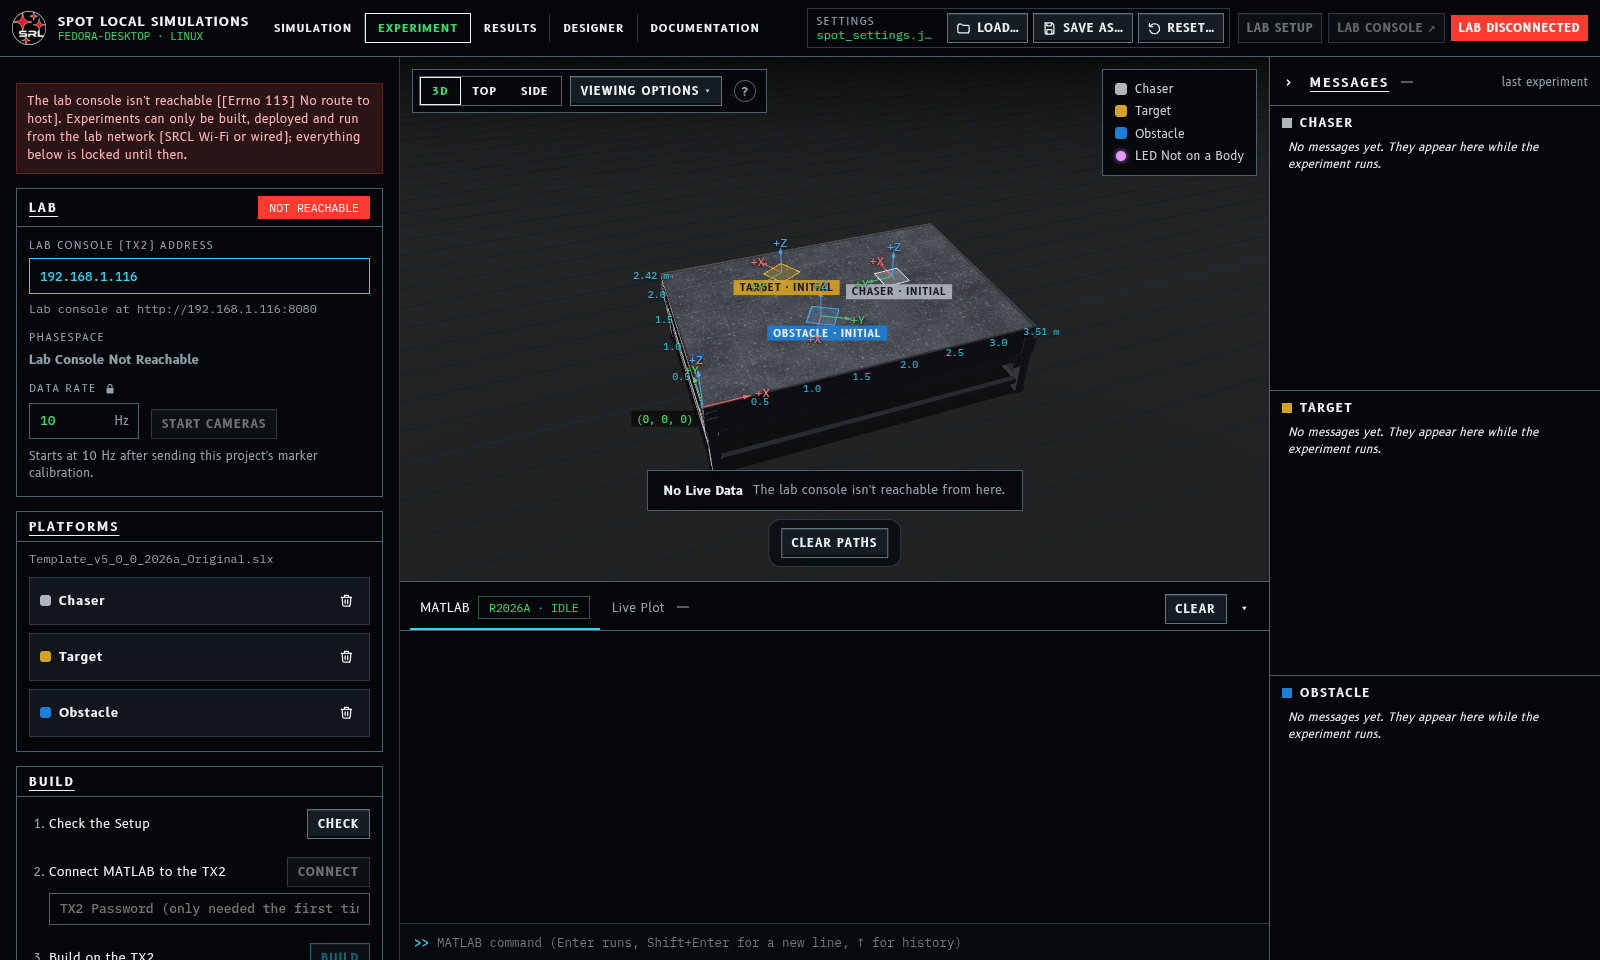 SPOT LOCAL SIMULATIONS
FEDORA-DESKTOP · LINUX
SRL
SIMULATION
EXPERIMENT
RESULTS
DESIGNER
DOCUMENTATION
SETTINGS
spot_settings.j…
LOAD…
SAVE AS…
RESET…
LAB SETUP
LAB CONSOLE ↗
LAB DISCONNECTED
The lab console isn't reachable [[Errno 113] No route to
host]. Experiments can only be built, deployed and run
from the lab network [SRCL Wi-Fi or wired]; everything
below is locked until then.
LAB
NOT REACHABLE
LAB CONSOLE [TX2] ADDRESS
192.168.1.116
Lab console at http://192.168.1.116:8080
PHASESPACE
Lab Console Not Reachable
DATA RATE
10 Hz
START CAMERAS
Starts at 10 Hz after sending this project's marker
calibration.
PLATFORMS
Template_v5_0_0_2026a_Original.slx
Chaser
Target
Obstacle
BUILD
1. Check the Setup
CHECK
2. Connect MATLAB to the TX2
CONNECT
TX2 Password (only needed the first ti
3. Build on the TX2
BUILD
3D
TOP
SIDE
VIEWING OPTIONS
?
Chaser
Target
Obstacle
LED Not on a Body
+Z
+X
TARGET · INITIAL
+Z
+X
+Y
CHASER · INITIAL
+Y
OBSTACLE · INITIAL
+X
2.42 m
2.0
1.5
1.0
0.5
+Z
+Y
+X
0.5
1.0
1.5
2.0
2.5
3.0
3.51 m
(0, 0, 0)
No Live Data The lab console isn't reachable from here.
CLEAR PATHS
MATLAB
R2026A · IDLE
Live Plot —
CLEAR
>> MATLAB command (Enter runs, Shift+Enter for a new line, ↑ for history)
› MESSAGES —
last experiment
CHASER
No messages yet. They appear here while the
experiment runs.
TARGET
No messages yet. They appear here while the
experiment runs.
OBSTACLE
No messages yet. They appear here while the
experiment runs.